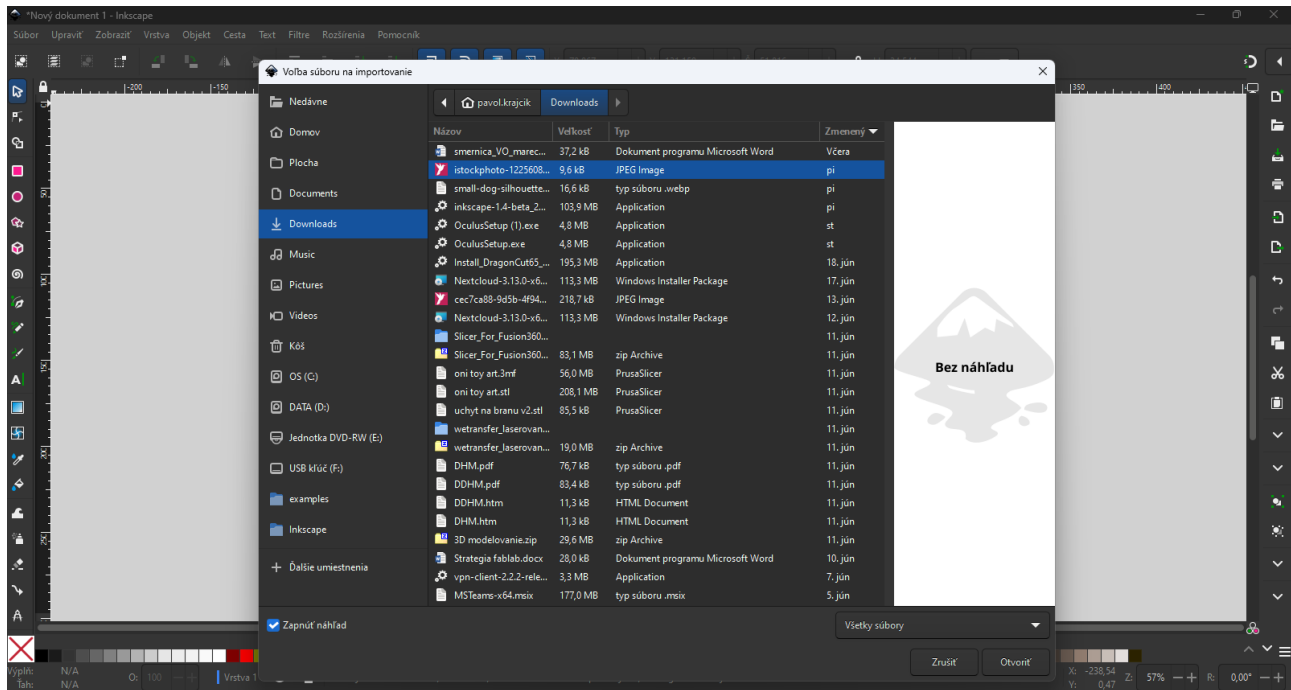 *Nový dokument 1 - Inkscape
Súbor Upraviť Zobraziť Vrstva Objekt Cesta Text Filtre Rozšírenia Pomocník
Voľba súboru na importovanie
-200 -150 350 400
Nedávne
Domov
Plocha
Documents
Downloads
Music
Pictures
Videos
Kôš
OS (C:)
DATA (D:)
Jednotka DVD-RW (E:)
USB kľúč (F:)
examples
Inkscape
Ďalšie umiestnenia
pavol.krajcik Downloads
Názov Veľkosť Typ Zmenený
smernica_VO_marec... 37,2 kB Dokument programu Microsoft Word Včera
istockphoto-1225608... 9,6 kB JPEG Image pi
small-dog-silhouette... 16,6 kB typ súboru .webp pi
inkscape-1.4-beta_2... 103,9 MB Application pi
OculusSetup (1).exe 4,8 MB Application st
OculusSetup.exe 4,8 MB Application st
Install_DragonCut65_... 195,3 MB Application 18. jún
Nextcloud-3.13.0-x6... 113,3 MB Windows Installer Package 17. jún
cec7ca88-9d5b-4f94... 218,7 kB JPEG Image 13. jún
Nextcloud-3.13.0-x6... 113,3 MB Windows Installer Package 12. jún
Slicer_For_Fusion360... 11. jún
Slicer_For_Fusion360... 83,1 MB zip Archive 11. jún
oni toy art.3mf 56,0 MB PrusaSlicer 11. jún
oni toy art.stl 208,1 MB PrusaSlicer 11. jún
uchyt na branu v2.stl 85,5 kB PrusaSlicer 11. jún
wetransfer_laserovan... 11. jún
wetransfer_laserovan... 19,0 MB zip Archive 11. jún
DHM.pdf 76,7 kB typ súboru .pdf 11. jún
DDHM.pdf 83,4 kB typ súboru .pdf 11. jún
DDHM.htm 11,3 kB HTML Document 11. jún
DHM.htm 11,3 kB HTML Document 11. jún
3D modelovanie.zip 29,6 MB zip Archive 11. jún
Strategia fablab.docx 28,0 kB Dokument programu Microsoft Word 10. jún
vpn-client-2.2.2-rele... 3,3 MB Application 7. jún
MSTeams-x64.msix 177,0 MB typ súboru .msix 5. jún
Bez náhľadu
Zapnúť náhľad
Všetky súbory
Zrušiť Otvoriť
Výplň: N/A
Ťah: N/A
O: 100
Vrstva 1
X: -238,54
Y: 0,47
Z: 57%
R: 0,00°